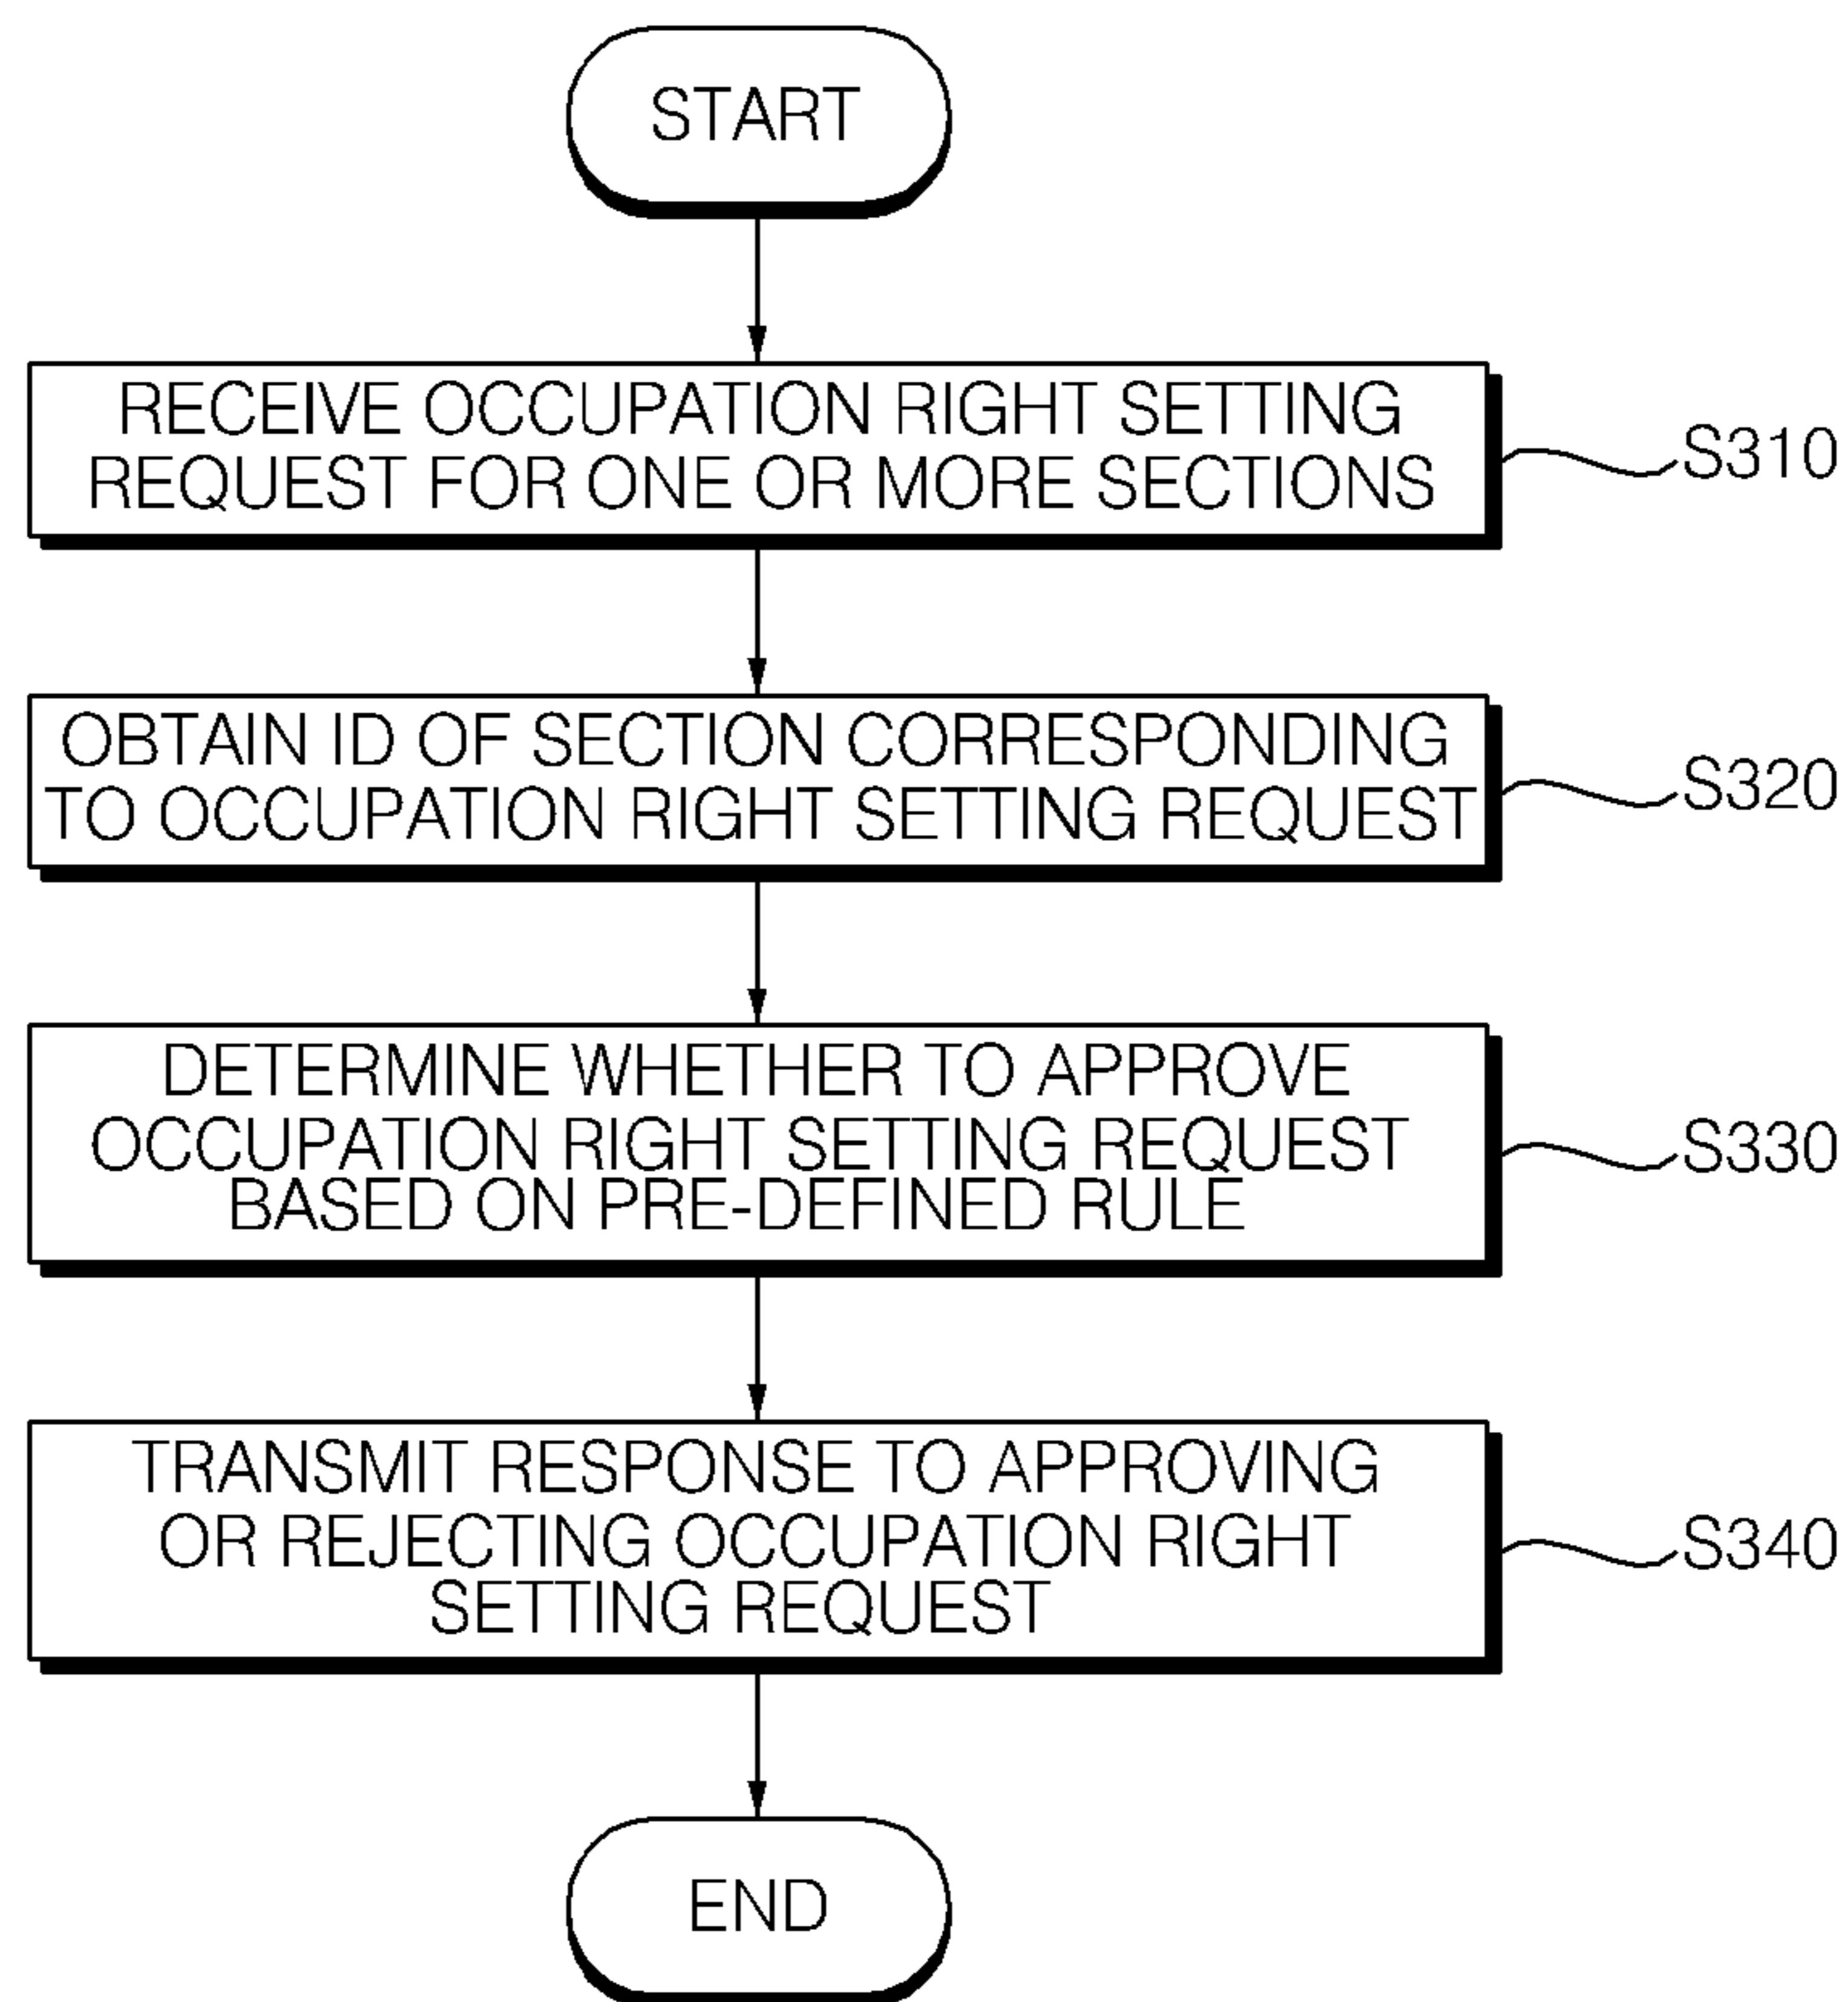 START
RECEIVE OCCUPATION RIGHT SETTING
REQUEST FOR ONE OR MORE SECTIONS
S310
OBTAIN ID OF SECTION CORRESPONDING
TO OCCUPATION RIGHT SETTING REQUEST
S320
DETERMINE WHETHER TO APPROVE
OCCUPATION RIGHT SETTING REQUEST
BASED ON PRE-DEFINED RULE
S330
TRANSMIT RESPONSE TO APPROVING
OR REJECTING OCCUPATION RIGHT
SETTING REQUEST
S340
END